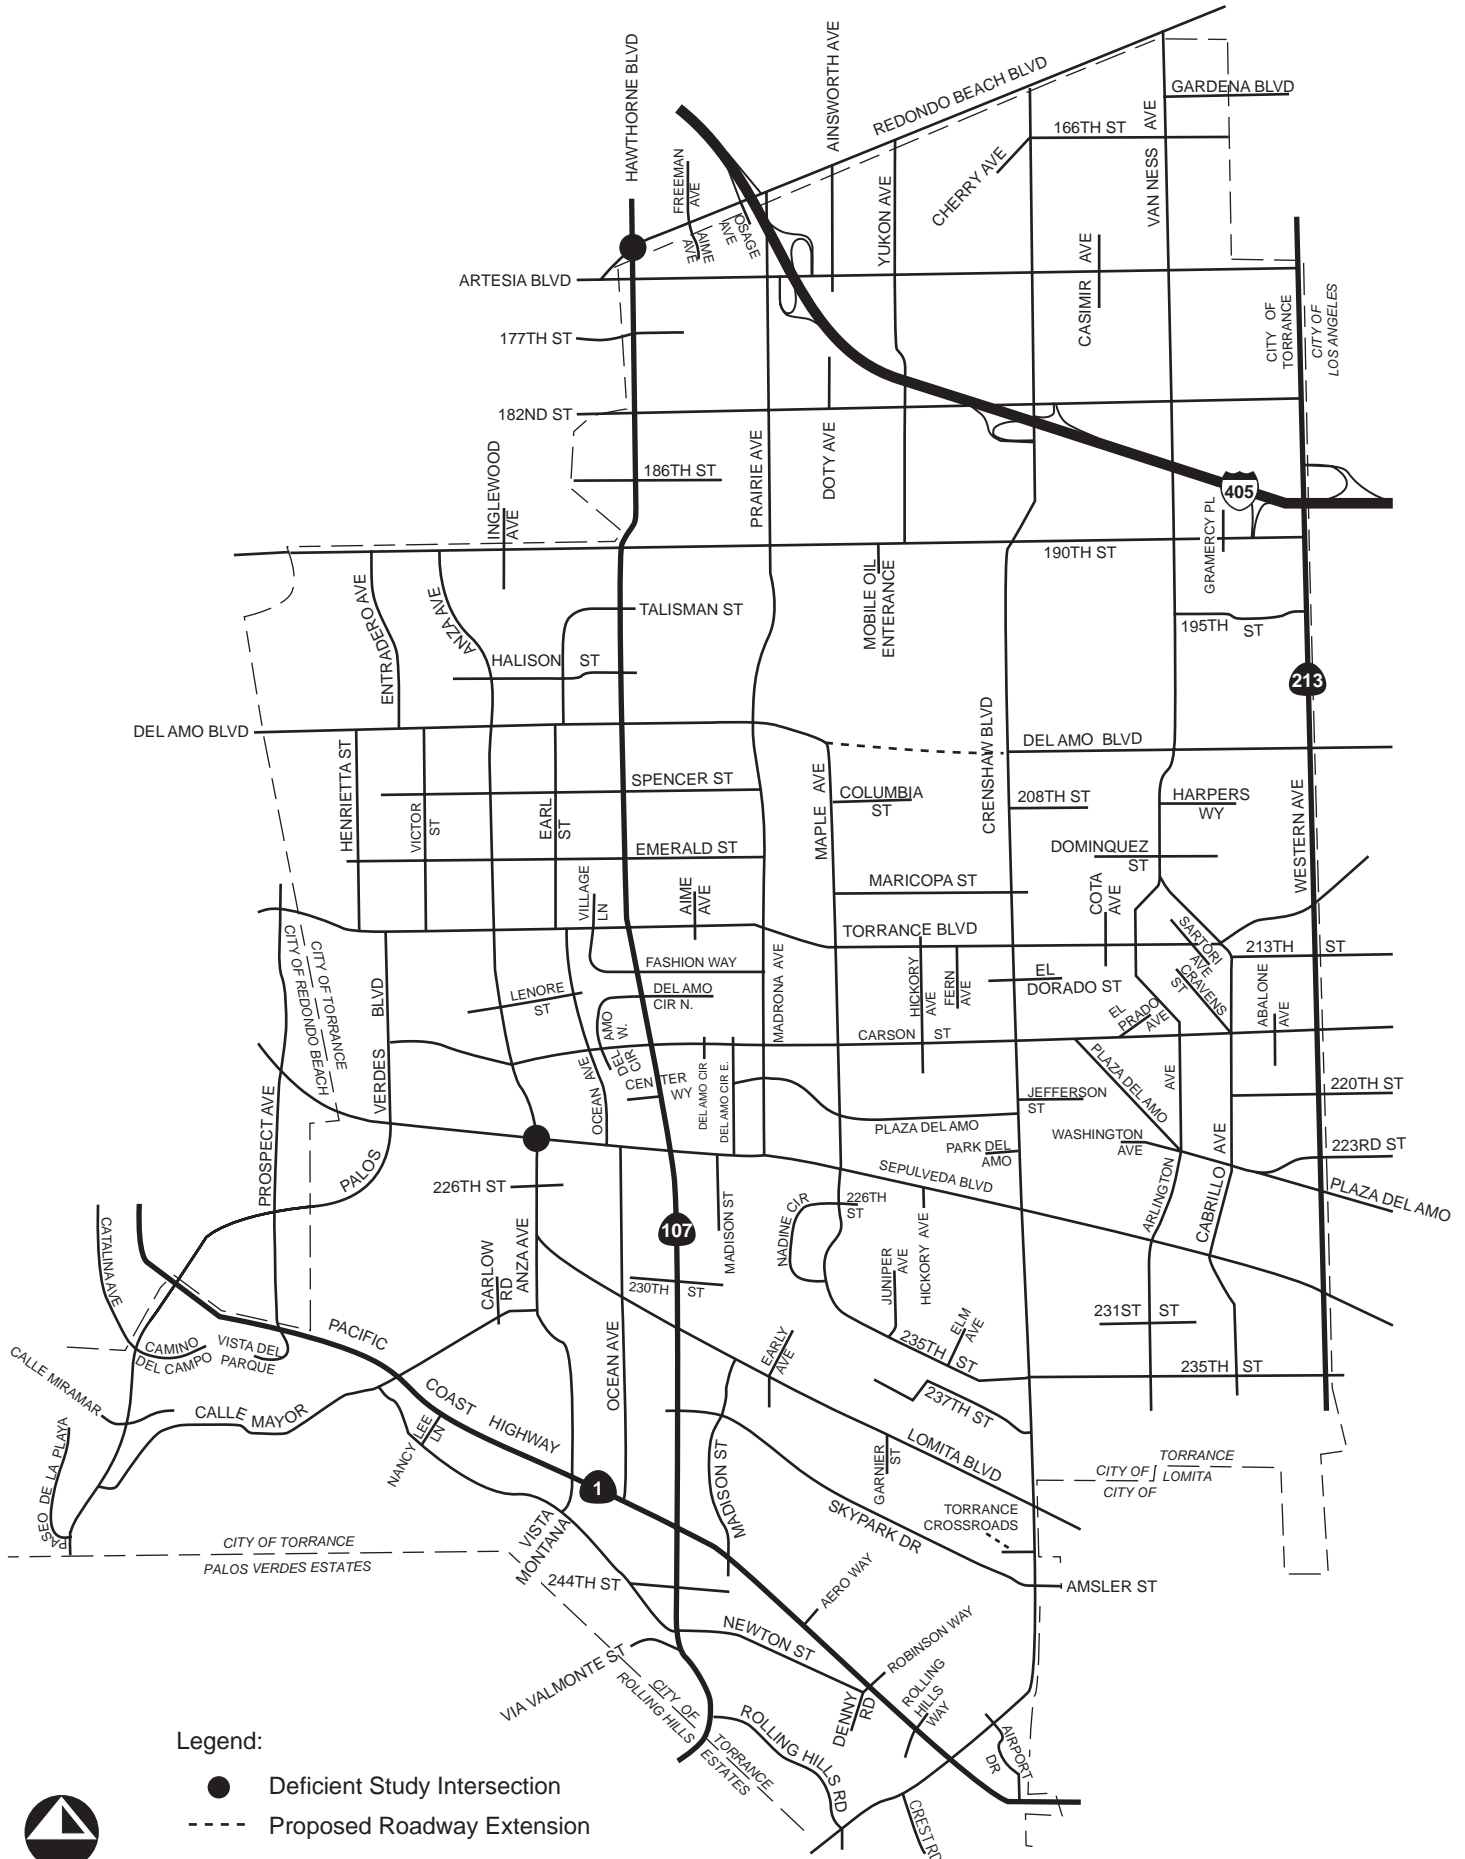 HAWTHORNE BLVD
AINSWORTH AVE
REDONDO BEACH BLVD
GARDENA BLVD
166TH ST
VAN NESS AVE
CHERRY AVE
YUKON AVE
FREEMAN
AVE
AIME
AVE
OSAGE
AVE
ARTESIA BLVD
CASIMIR AVE
CITY OF
TORRANCE
CITY OF
LOS ANGELES
177TH ST
182ND ST
186TH ST
INGLEWOOD
AVE
PRAIRIE AVE
DOTY AVE
405
GRAMERCY PL
190TH ST
MOBILE OIL
ENTERANCE
ENTRADERO AVE
ANZA AVE
TALISMAN ST
195TH ST
HALISON ST
213
DEL AMO BLVD
DEL AMO BLVD
CRENSHAW BLVD
HENRIETTA ST
VICTOR
ST
EARL
ST
SPENCER ST
MAPLE AVE
COLUMBIA
ST
208TH ST
HARPERS
WY
WESTERN AVE
EMERALD ST
DOMINQUEZ
ST
VILLAGE
LN
AIME
AVE
MARICOPA ST
COTA
AVE
TORRANCE BLVD
SARTORI
AVE
CRAVENS
ST
213TH ST
CITY OF TORRANCE
CITY OF REDONDO BEACH
FASHION WAY
MADRONA AVE
HICKORY
AVE
FERN
AVE
EL
DORADO ST
LENORE
ST
DEL AMO
CIR N.
DEL AMO
CIR W.
EL
PRADO
AVE
ABALONE
AVE
CARSON ST
PALOS VERDES BLVD
OCEAN AVE
CENTER
WY
DEL AMO CIR
DEL AMO CIR E.
PLAZA DEL AMO
JEFFERSON
ST
220TH ST
PLAZA DEL AMO
WASHINGTON
AVE
PARK DEL
AMO
223RD ST
PROSPECT AVE
SEPULVEDA BLVD
ARLINGTON AVE
CABRILLO AVE
PLAZA DEL AMO
226TH ST
226TH
ST
NADINE CIR
CATALINA AVE
107
MADISON ST
CARLOW
RD
ANZA AVE
230TH ST
JUNIPER
AVE
HICKORY AVE
231ST ST
PACIFIC COAST HIGHWAY
CAMINO
DEL CAMPO
VISTA DEL
PARQUE
CALLE MIRAMAR
OCEAN AVE
EARLY
AVE
235TH ST
ELM
AVE
235TH ST
237TH ST
CALLE MAYOR
NANCY LEE
LN
PASEO DE LA PLAYA
LOMITA BLVD
GARNIER
ST
CITY OF TORRANCE
CITY OF LOMITA
1
MADISON ST
SKYPARK DR
TORRANCE
CROSSROADS
VISTA
MONTANA
CITY OF TORRANCE
PALOS VERDES ESTATES
244TH ST
AERO WAY
AMSLER ST
NEWTON ST
ROBINSON WAY
VIA VALMONTE ST
ROLLING
HILLS
WAY
CITY OF TORRANCE
ROLLING HILLS ESTATES
DENNY
RD
ROLLING HILLS RD
AIRPORT
DR
CREST RD
Legend:
Deficient Study Intersection
Proposed Roadway Extension